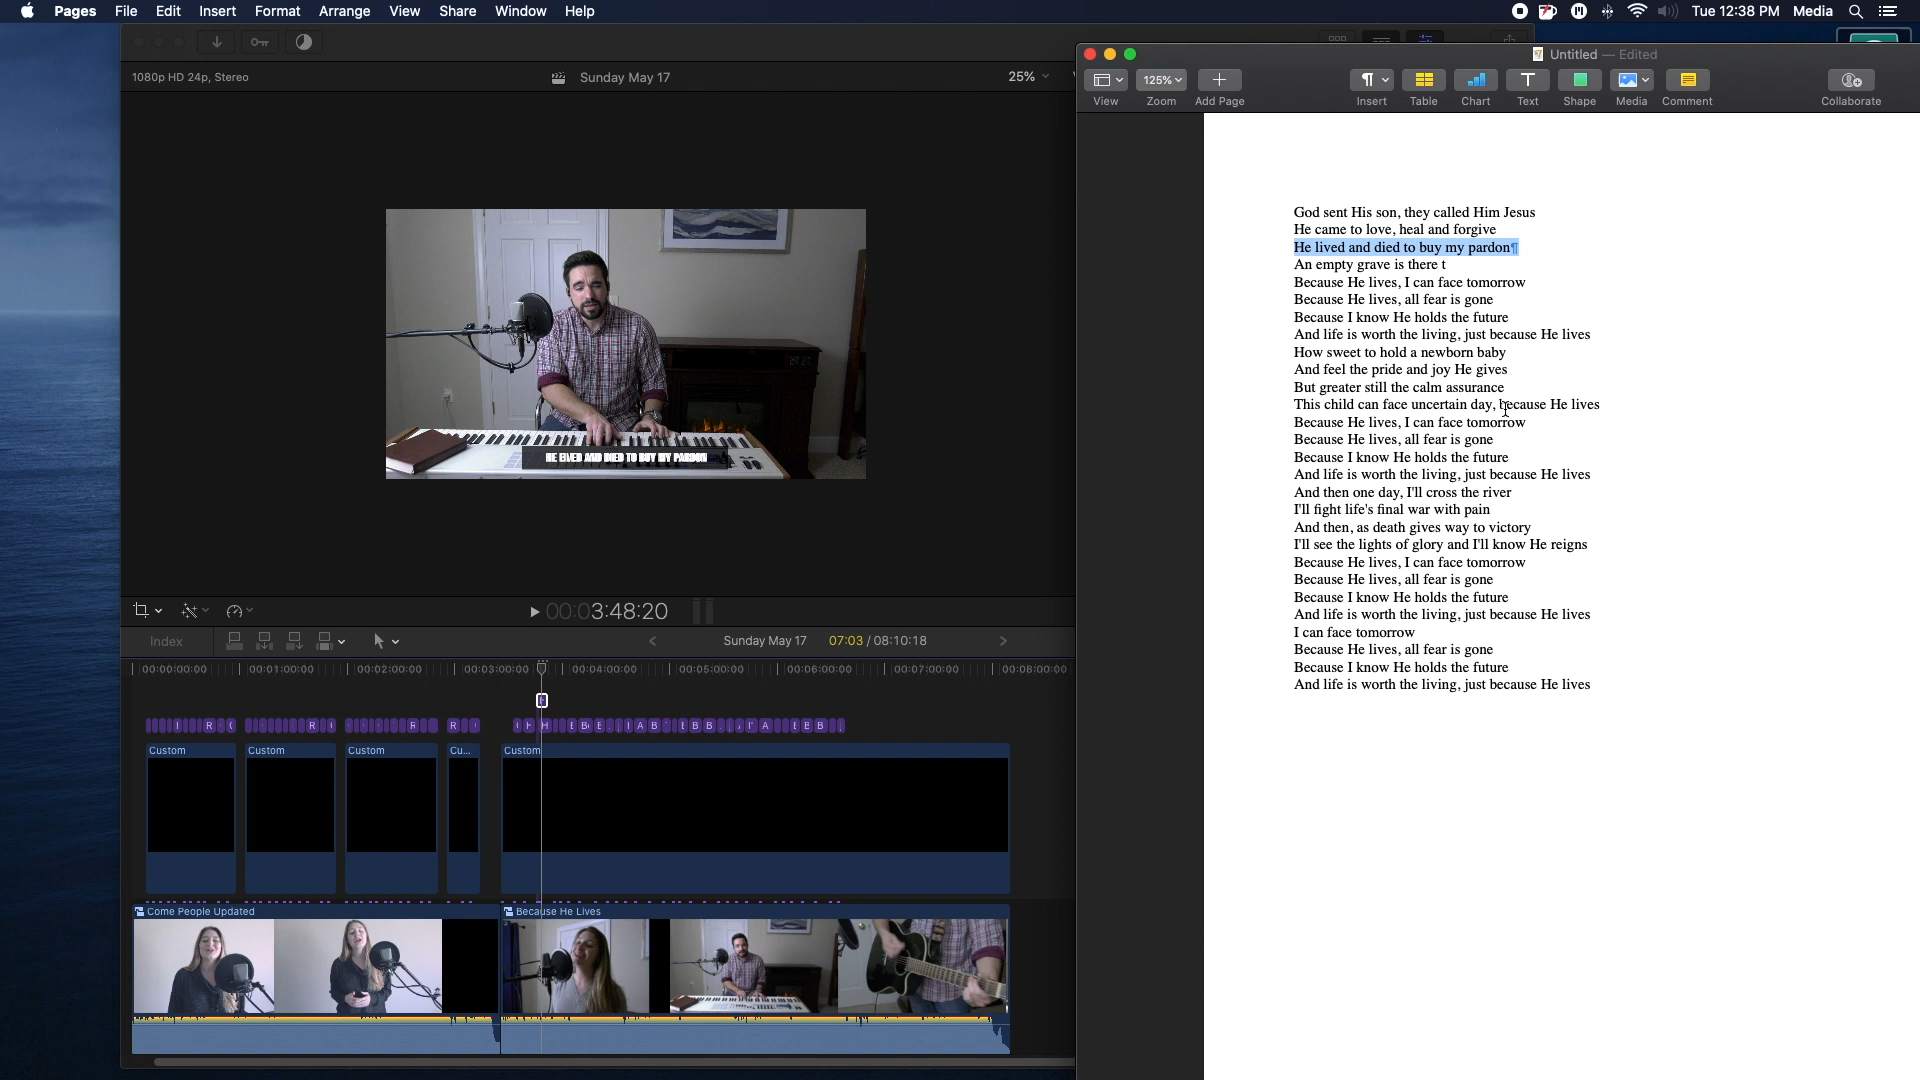 Pages File Edit Insert Format Arrange View Share Window Help
Tue 12:38 PM Media
1080p HD 24p, Stereo
Sunday May 17
25%
Untitled — Edited
125%
View Zoom Add Page Insert Table Chart Text Shape Media Comment Collaborate
God sent His son, they called Him Jesus
He came to love, heal and forgive
He lived and died to buy my pardon¶
An empty grave is there t
Because He lives, I can face tomorrow
Because He lives, all fear is gone
Because I know He holds the future
And life is worth the living, just because He lives
How sweet to hold a newborn baby
And feel the pride and joy He gives
But greater still the calm assurance
This child can face uncertain day, because He lives
Because He lives, I can face tomorrow
Because He lives, all fear is gone
Because I know He holds the future
And life is worth the living, just because He lives
And then one day, I'll cross the river
I'll fight life's final war with pain
And then, as death gives way to victory
I'll see the lights of glory and I'll know He reigns
Because He lives, I can face tomorrow
Because He lives, all fear is gone
Because I know He holds the future
And life is worth the living, just because He lives
I can face tomorrow
Because He lives, all fear is gone
Because I know He holds the future
And life is worth the living, just because He lives
HE LIVED AND DIED TO BUY MY PARDON
00:03:48:20
Index
Sunday May 17 07:03 / 08:10:18
00:00:00:00 00:01:00:00 00:02:00:00 00:03:00:00 00:04:00:00 00:05:00:00 00:06:00:00 00:07:00:00 00:08:00:00
Custom Custom Custom Cu... Custom
Come People Updated
Because He Lives